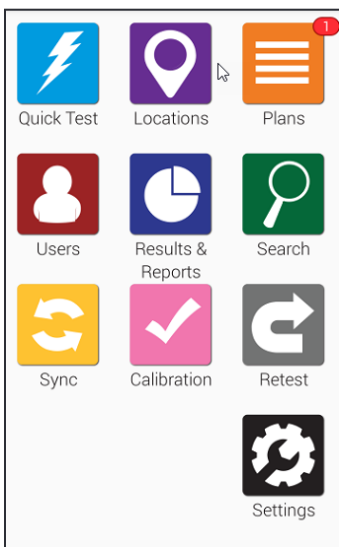 1
Quick Test
Locations
Plans
Users
Results &
Reports
Search
Sync
Calibration
Retest
Settings